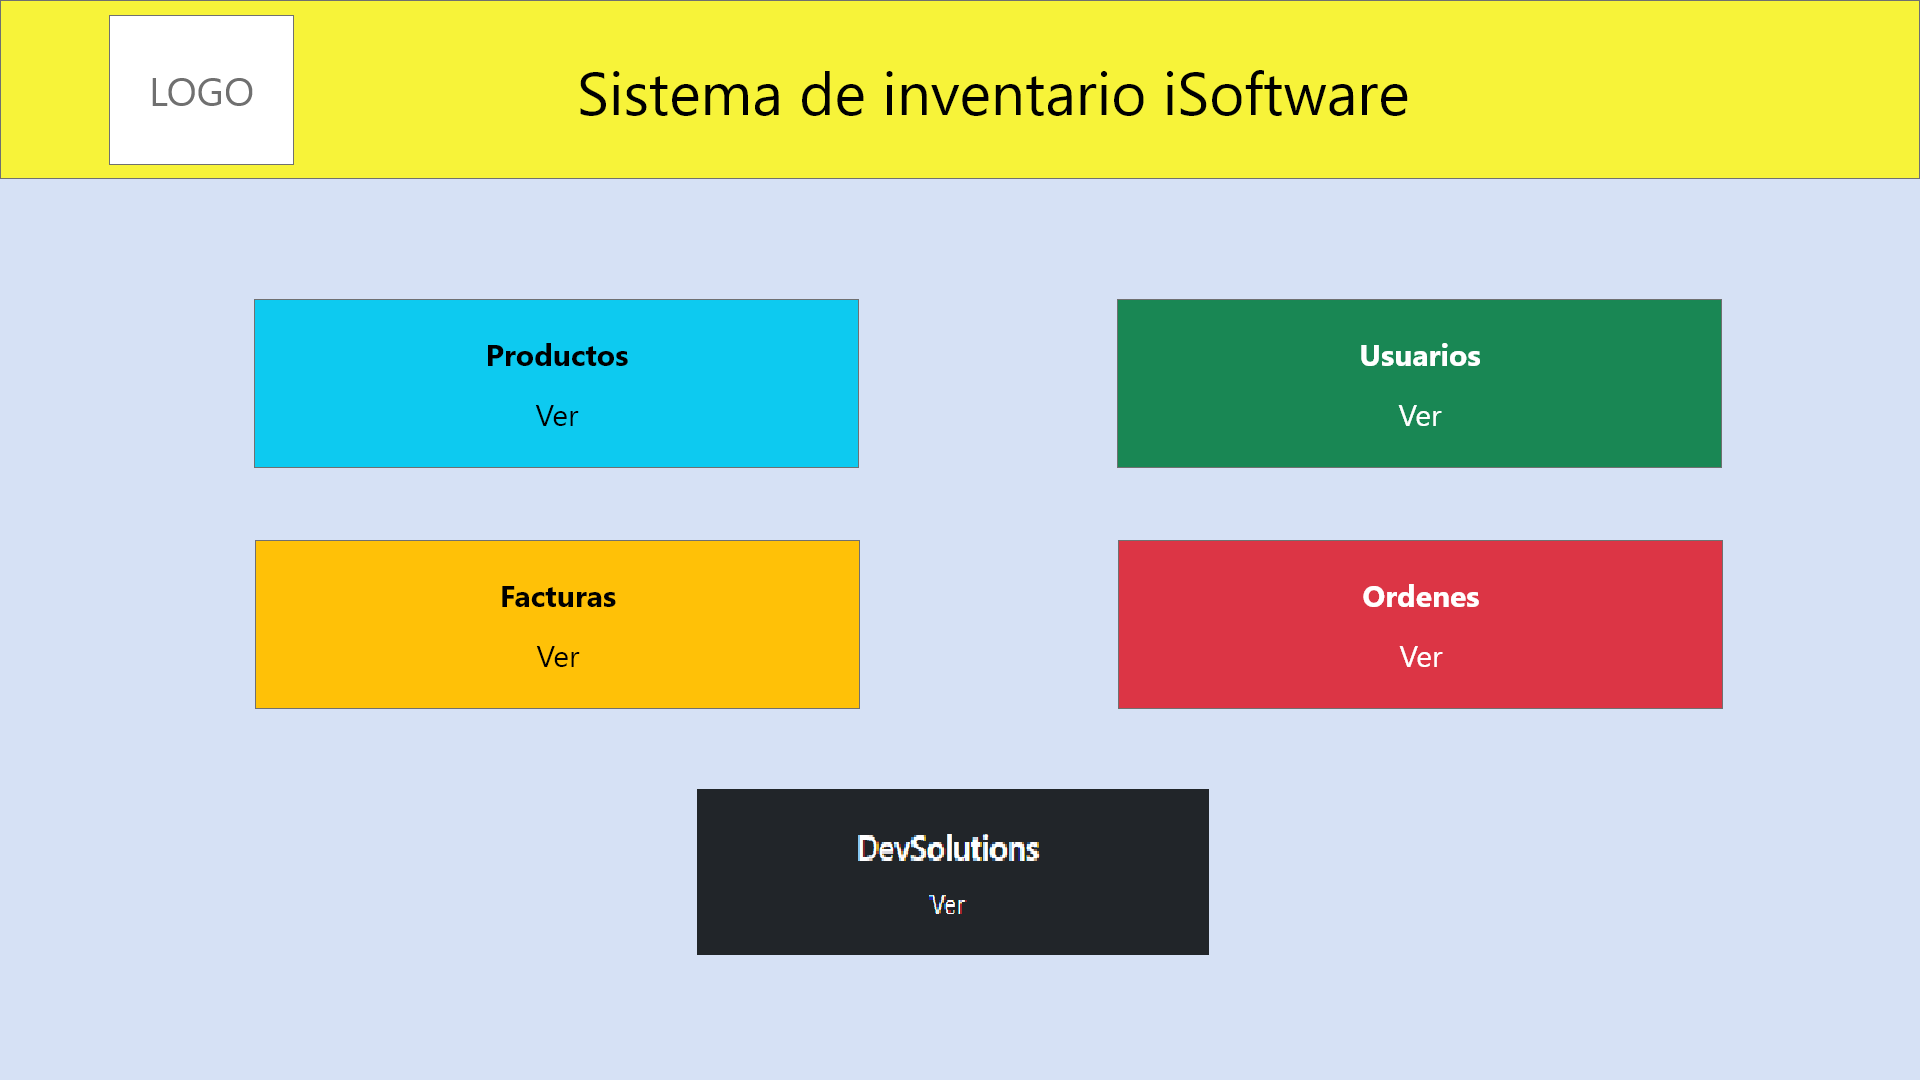 LOGO
Sistema de inventario iSoftware
Productos
Ver
Usuarios
Ver
Facturas
Ver
Ordenes
Ver
DevSolutions
Ver